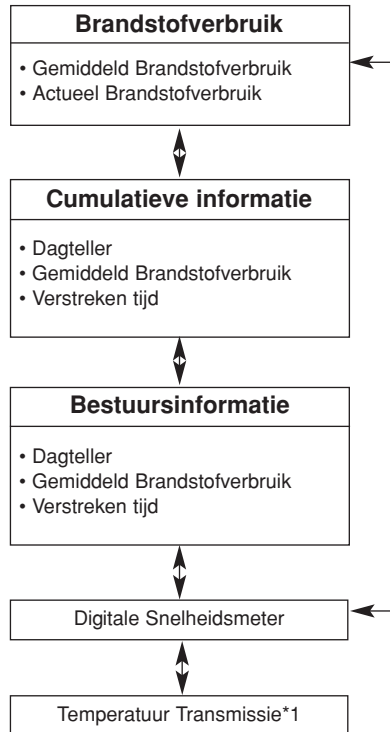 Brandstofverbruik
• Gemiddeld Brandstofverbruik
• Actueel Brandstofverbruik
Cumulatieve informatie
• Dagteller
• Gemiddeld Brandstofverbruik
• Verstreken tijd
Bestuursinformatie
• Dagteller
• Gemiddeld Brandstofverbruik
• Verstreken tijd
Digitale Snelheidsmeter
Temperatuur Transmissie*1